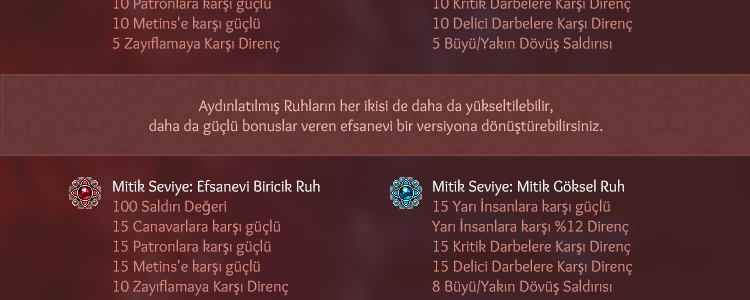 10 Patronlara karşı güçlü
10 Metins'e karşı güçlü
5 Zayıflamaya Karşı Direnç
10 Kritik Darbelere Karşı Direnç
10 Delici Darbelere Karşı Direnç
5 Büyü/Yakın Dövüş Saldırısı
Aydınlatılmış Ruhların her ikisi de daha da yükseltilebilir,
daha da güçlü bonuslar veren efsanevi bir versiyona dönüştürebilirsiniz.
Mitik Seviye: Efsanevi Biricik Ruh
100 Saldırı Değeri
15 Canavarlara karşı güçlü
15 Patronlara karşı güçlü
15 Metins'e karşı güçlü
10 Zayıflamaya Karşı Direnç
Mitik Seviye: Mitik Göksel Ruh
15 Yarı İnsanlara karşı güçlü
Yarı İnsanlara karşı %12 Direnç
15 Kritik Darbelere Karşı Direnç
15 Delici Darbelere Karşı Direnç
8 Büyü/Yakın Dövüş Saldırısı